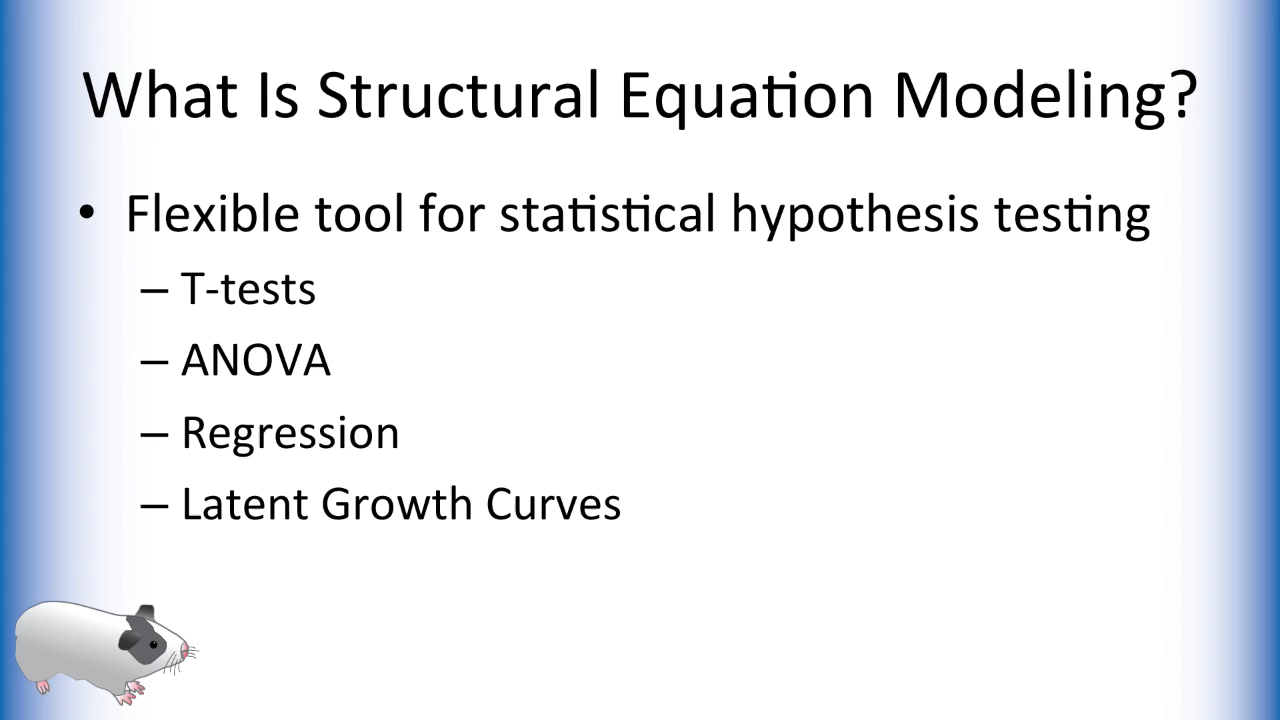 What Is Structural Equation Modeling?
• Flexible tool for statistical hypothesis testing
– T-tests
– ANOVA
– Regression
– Latent Growth Curves